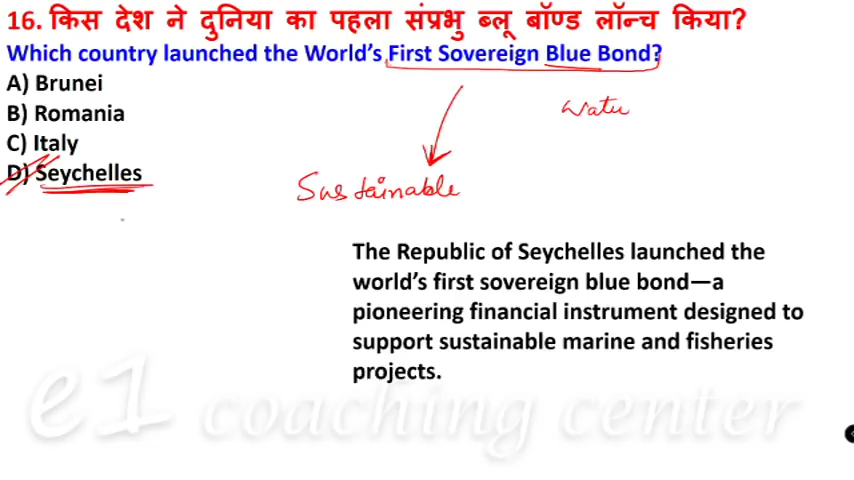 16. किस देश ने दुनिया का पहला संप्रभु ब्लू बॉण्ड लॉन्च किया?
Which country launched the World's First Sovereign Blue Bond?
A) Brunei
B) Romania
C) Italy
D) Seychelles
Sustainable
The Republic of Seychelles launched the
world's first sovereign blue bond—a
pioneering financial instrument designed to
support sustainable marine and fisheries
projects.
e1 coaching center